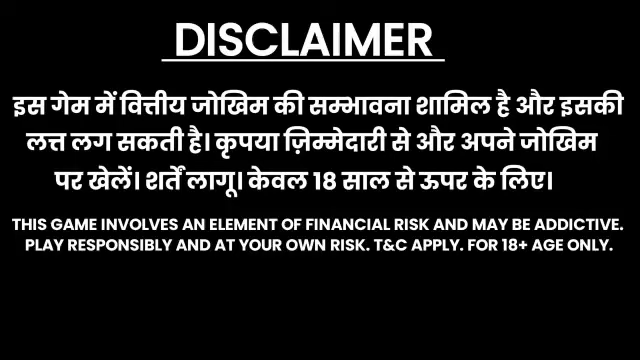 DISCLAIMER
इस गेम में वित्तीय जोखिम की सम्भावना शामिल है और इसकी
लत्त लग सकती है। कृपया ज़िम्मेदारी से और अपने जोखिम
पर खेलें। शर्तें लागू। केवल 18 साल से ऊपर के लिए।
THIS GAME INVOLVES AN ELEMENT OF FINANCIAL RISK AND MAY BE ADDICTIVE.
PLAY RESPONSIBLY AND AT YOUR OWN RISK. T&C APPLY. FOR 18+ AGE ONLY.